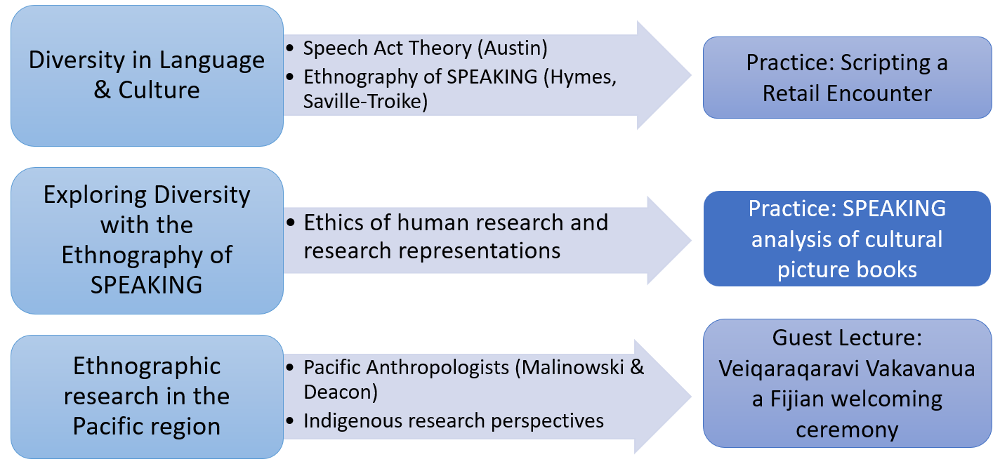 Diversity in Language
& Culture
• Speech Act Theory (Austin)
• Ethnography of SPEAKING (Hymes,
Saville-Troike)
Practice: Scripting a
Retail Encounter
Exploring Diversity
with the
Ethnography of
SPEAKING
• Ethics of human research and
research representations
Practice: SPEAKING
analysis of cultural
picture books
Ethnographic
research in the
Pacific region
• Pacific Anthropologists (Malinowski &
Deacon)
• Indigenous research perspectives
Guest Lecture:
Veiqaraqaravi Vakavanua
a Fijian welcoming
ceremony